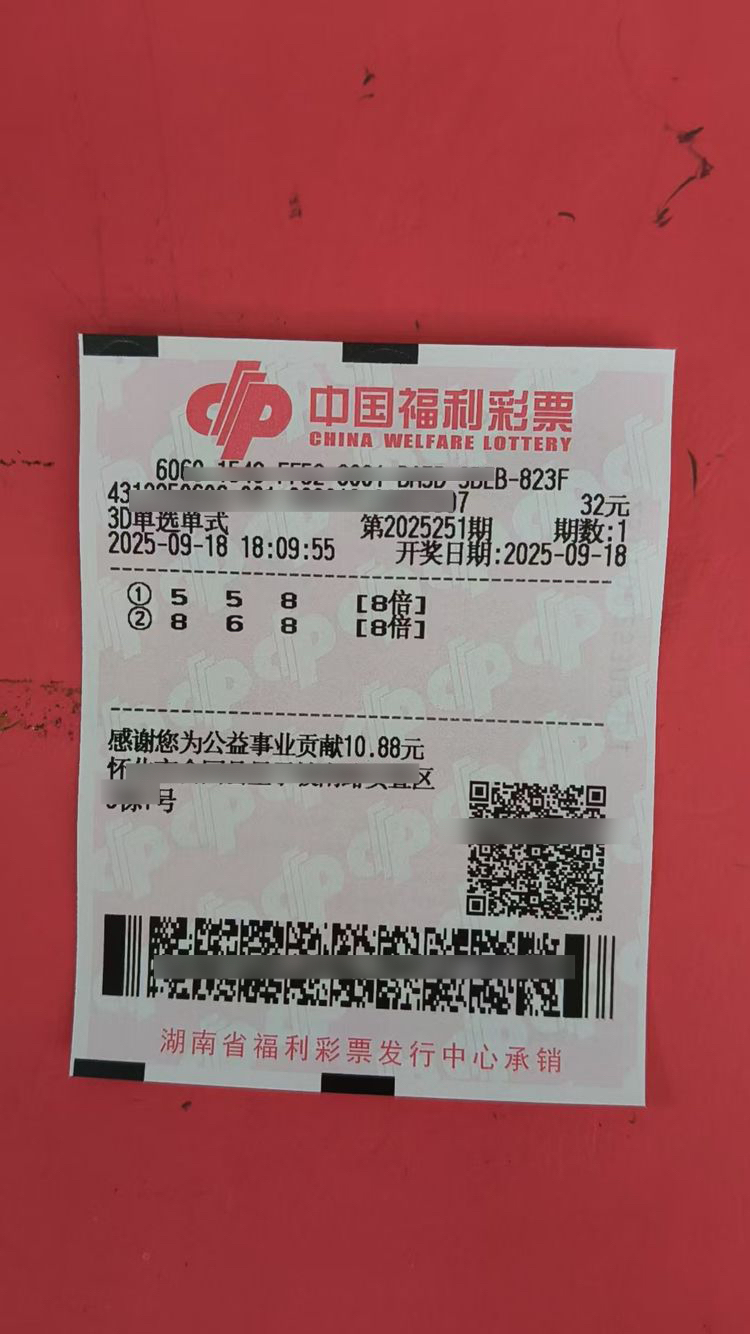 中国福利彩票
CHINA WELFARE LOTTERY
B-823F
32元
3D单选单式 第2025251期 期数:1
2025-09-18 18:09:55 开奖日期:2025-09-18
① 5 5 8 [8倍]
② 8 6 8 [8倍]
感谢您为公益事业贡献10.88元
怀 区
号
湖南省福利彩票发行中心承销